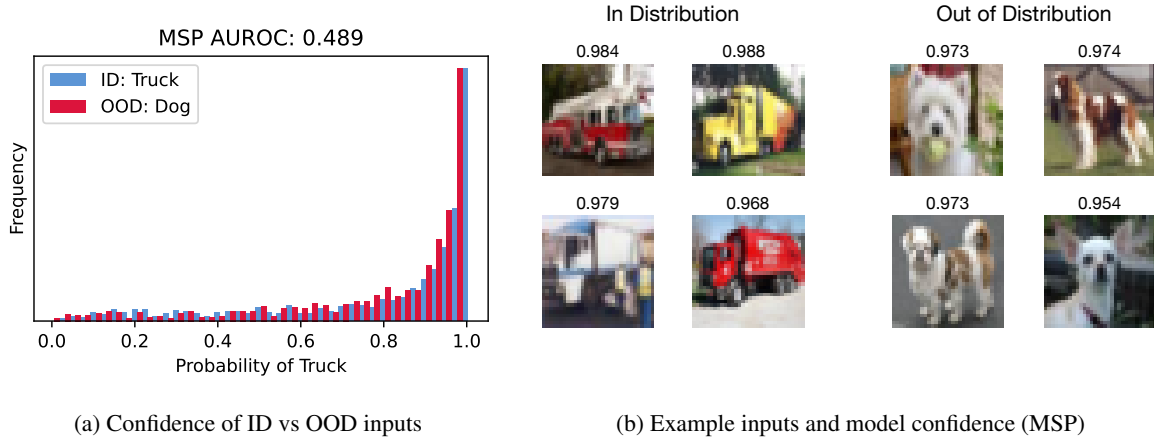 MSP AUROC: 0.489
ID: Truck
OOD: Dog
Frequency
0.0 0.2 0.4 0.6 0.8 1.0
Probability of Truck
(a) Confidence of ID vs OOD inputs
In Distribution
Out of Distribution
0.984 0.988 0.973 0.974
0.979 0.968 0.973 0.954
(b) Example inputs and model confidence (MSP)